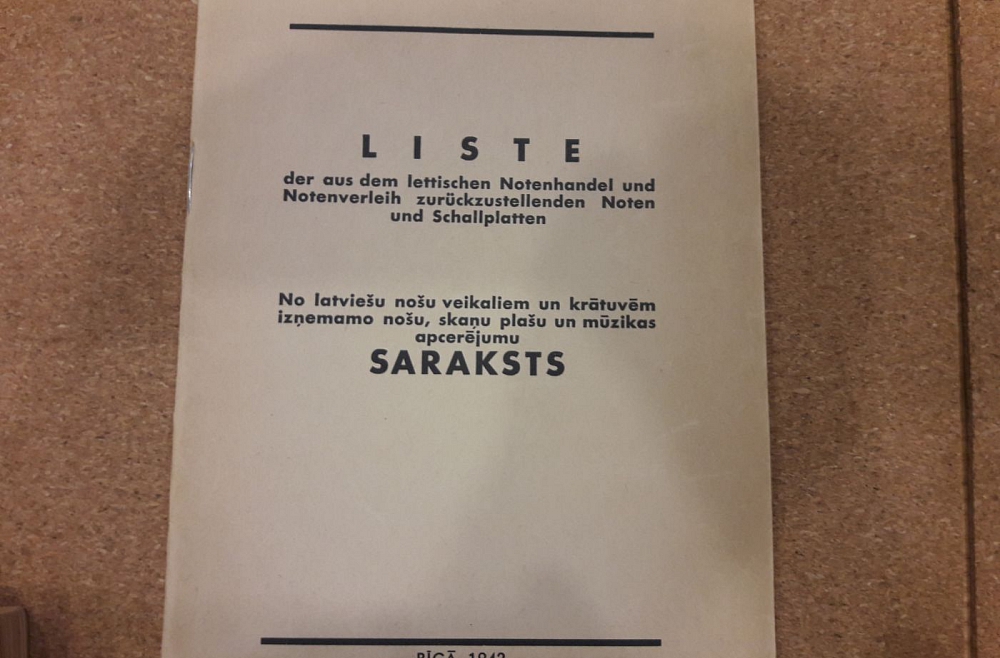 LISTE
der aus dem lettischen Notenhandel und
Notenverleih zurückzustellenden Noten
und Schallplatten
No latviešu nošu veikaliem un krātuvēm
izņemamo nošu, skaņu plašu un mūzikas
apcerējumu
SARAKSTS
RĪGĀ